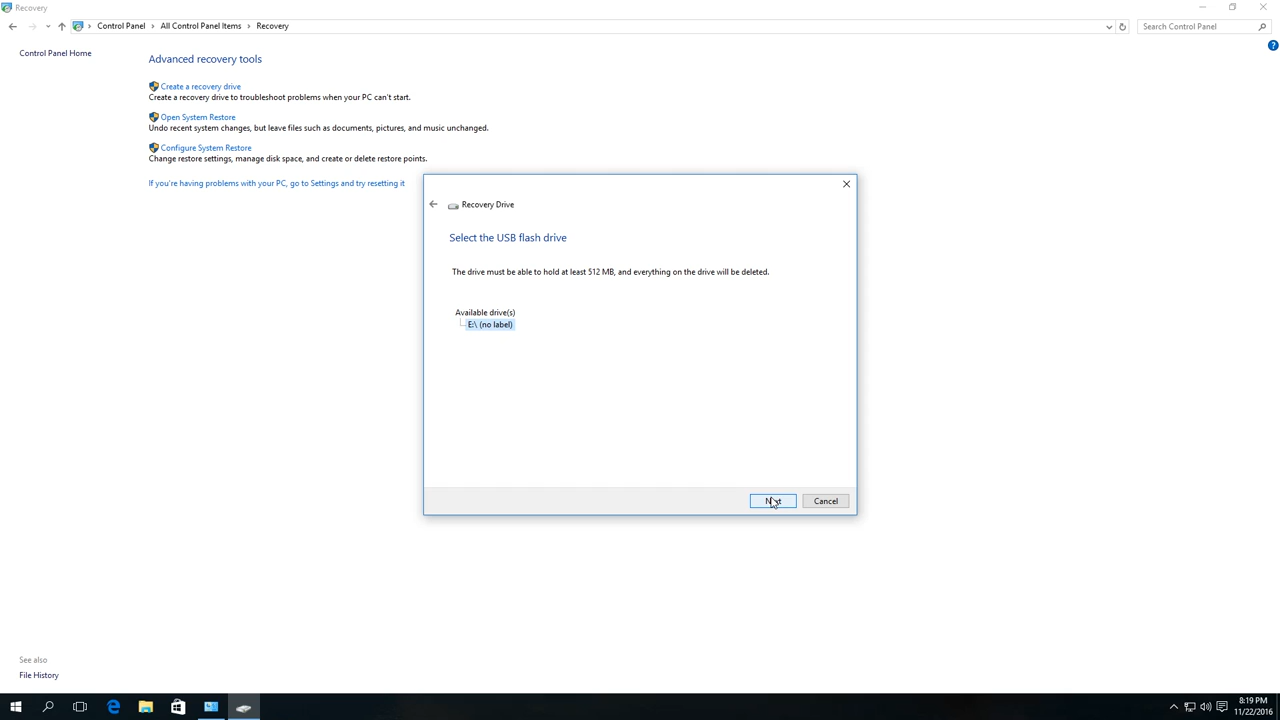 Recovery
Control Panel > All Control Panel Items > Recovery
Search Control Panel
Control Panel Home
Advanced recovery tools
Create a recovery drive
Create a recovery drive to troubleshoot problems when your PC can't start.
Open System Restore
Undo recent system changes, but leave files such as documents, pictures, and music unchanged.
Configure System Restore
Change restore settings, manage disk space, and create or delete restore points.
If you're having problems with your PC, go to Settings and try resetting it
Recovery Drive
Select the USB flash drive
The drive must be able to hold at least 512 MB, and everything on the drive will be deleted.
Available drive(s)
E:\ (no label)
Next
Cancel
See also
File History
8:19 PM
11/22/2016